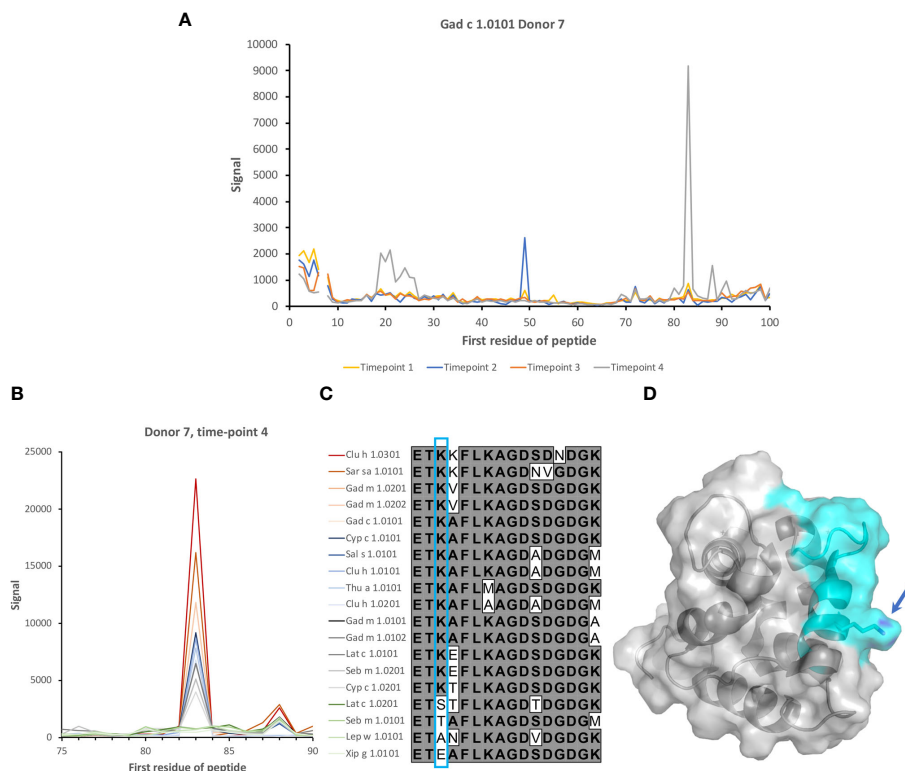 A
Gad c 1.0101 Donor 7
10000
9000
8000
7000
6000
5000
4000
3000
2000
1000
0
Signal
0 10 20 30 40 50 60 70 80 90 100
First residue of peptide
Timepoint 1 Timepoint 2 Timepoint 3 Timepoint 4
B
Donor 7, time-point 4
25000
20000
15000
10000
5000
0
Signal
75 80 85 90
First residue of peptide
C
Clu h 1.0301 ETKKFLKAGDSDNDGK
Sar sa 1.0101 ETKKFLKAGDNVGDGK
Gad m 1.0201 ETKVFLKAGDSDGDGK
Gad m 1.0202 ETKVFLKAGDSDGDGK
Gad c 1.0101 ETKAFLKAGDSDGDGK
Cyp c 1.0101 ETKAFLKAGDSDGDGK
Sal s 1.0101 ETKAFLKAGDADGDGM
Clu h 1.0101 ETKAFLKAGDADGDGM
Thu a 1.0101 ETKAFLMAGDSDGDGK
Clu h 1.0201 ETKAFLAAGDADGDGM
Gad m 1.0101 ETKAFLKAGDSDGDGA
Gad m 1.0102 ETKAFLKAGDSDGDGA
Lat c 1.0101 ETKEFLKAGDSDGDGK
Seb m 1.0201 ETKEFLKAGDSDGDGK
Cyp c 1.0201 ETKTFLKAGDSDGDGK
Lat c 1.0201 ETSTFLKAGDTDGDGK
Seb m 1.0101 ETTAFLKAGDSDGDGM
Lep w 1.0101 ETANFLKAGDVDGDGK
Xip g 1.0101 ETEAFLKAGDSDGDGK
D